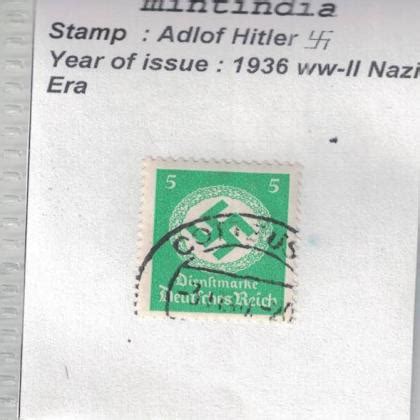 mintindia
Stamp : Adlof Hitler 卐
Year of issue : 1936 ww-II Nazi
Era
5 5
Dienstmarke
Deutsches Reich